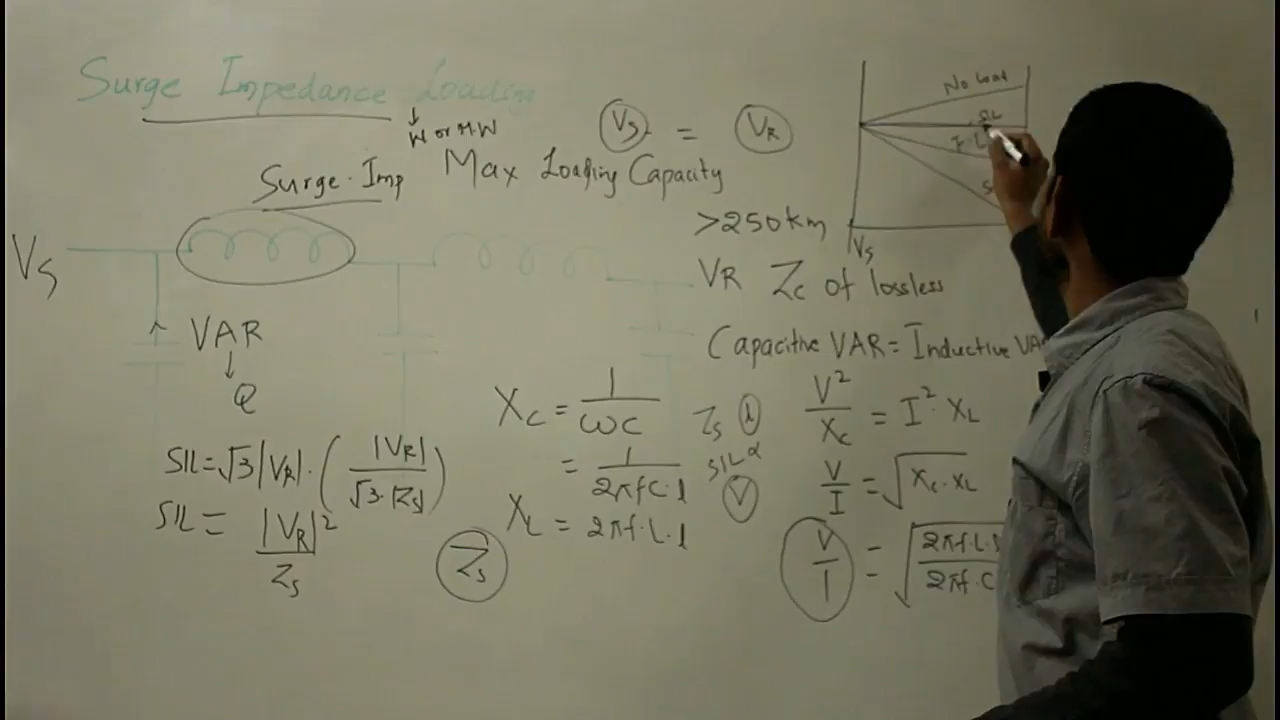 Surge Impedance Loading
W or M.W
Surge.Imp
Max Loading Capacity
VS = VR
No load
SIL
F.L
S
VS
>250km
VR Zc of lossless
Capacitive VAR = Inductive VA
VS
VAR
Q
SIL = √3|VR|. ( |VR| / √3.|Zs| )
SIL = |VR|² / Zs
Zs
XC = 1 / ωC
= 1 / 2πfC.l
XL = 2πf.L.l
Zs l
SIL α
V
V² / XC = I². XL
V / I = √XC.XL
V / I = √2πf.L / 2πf.C